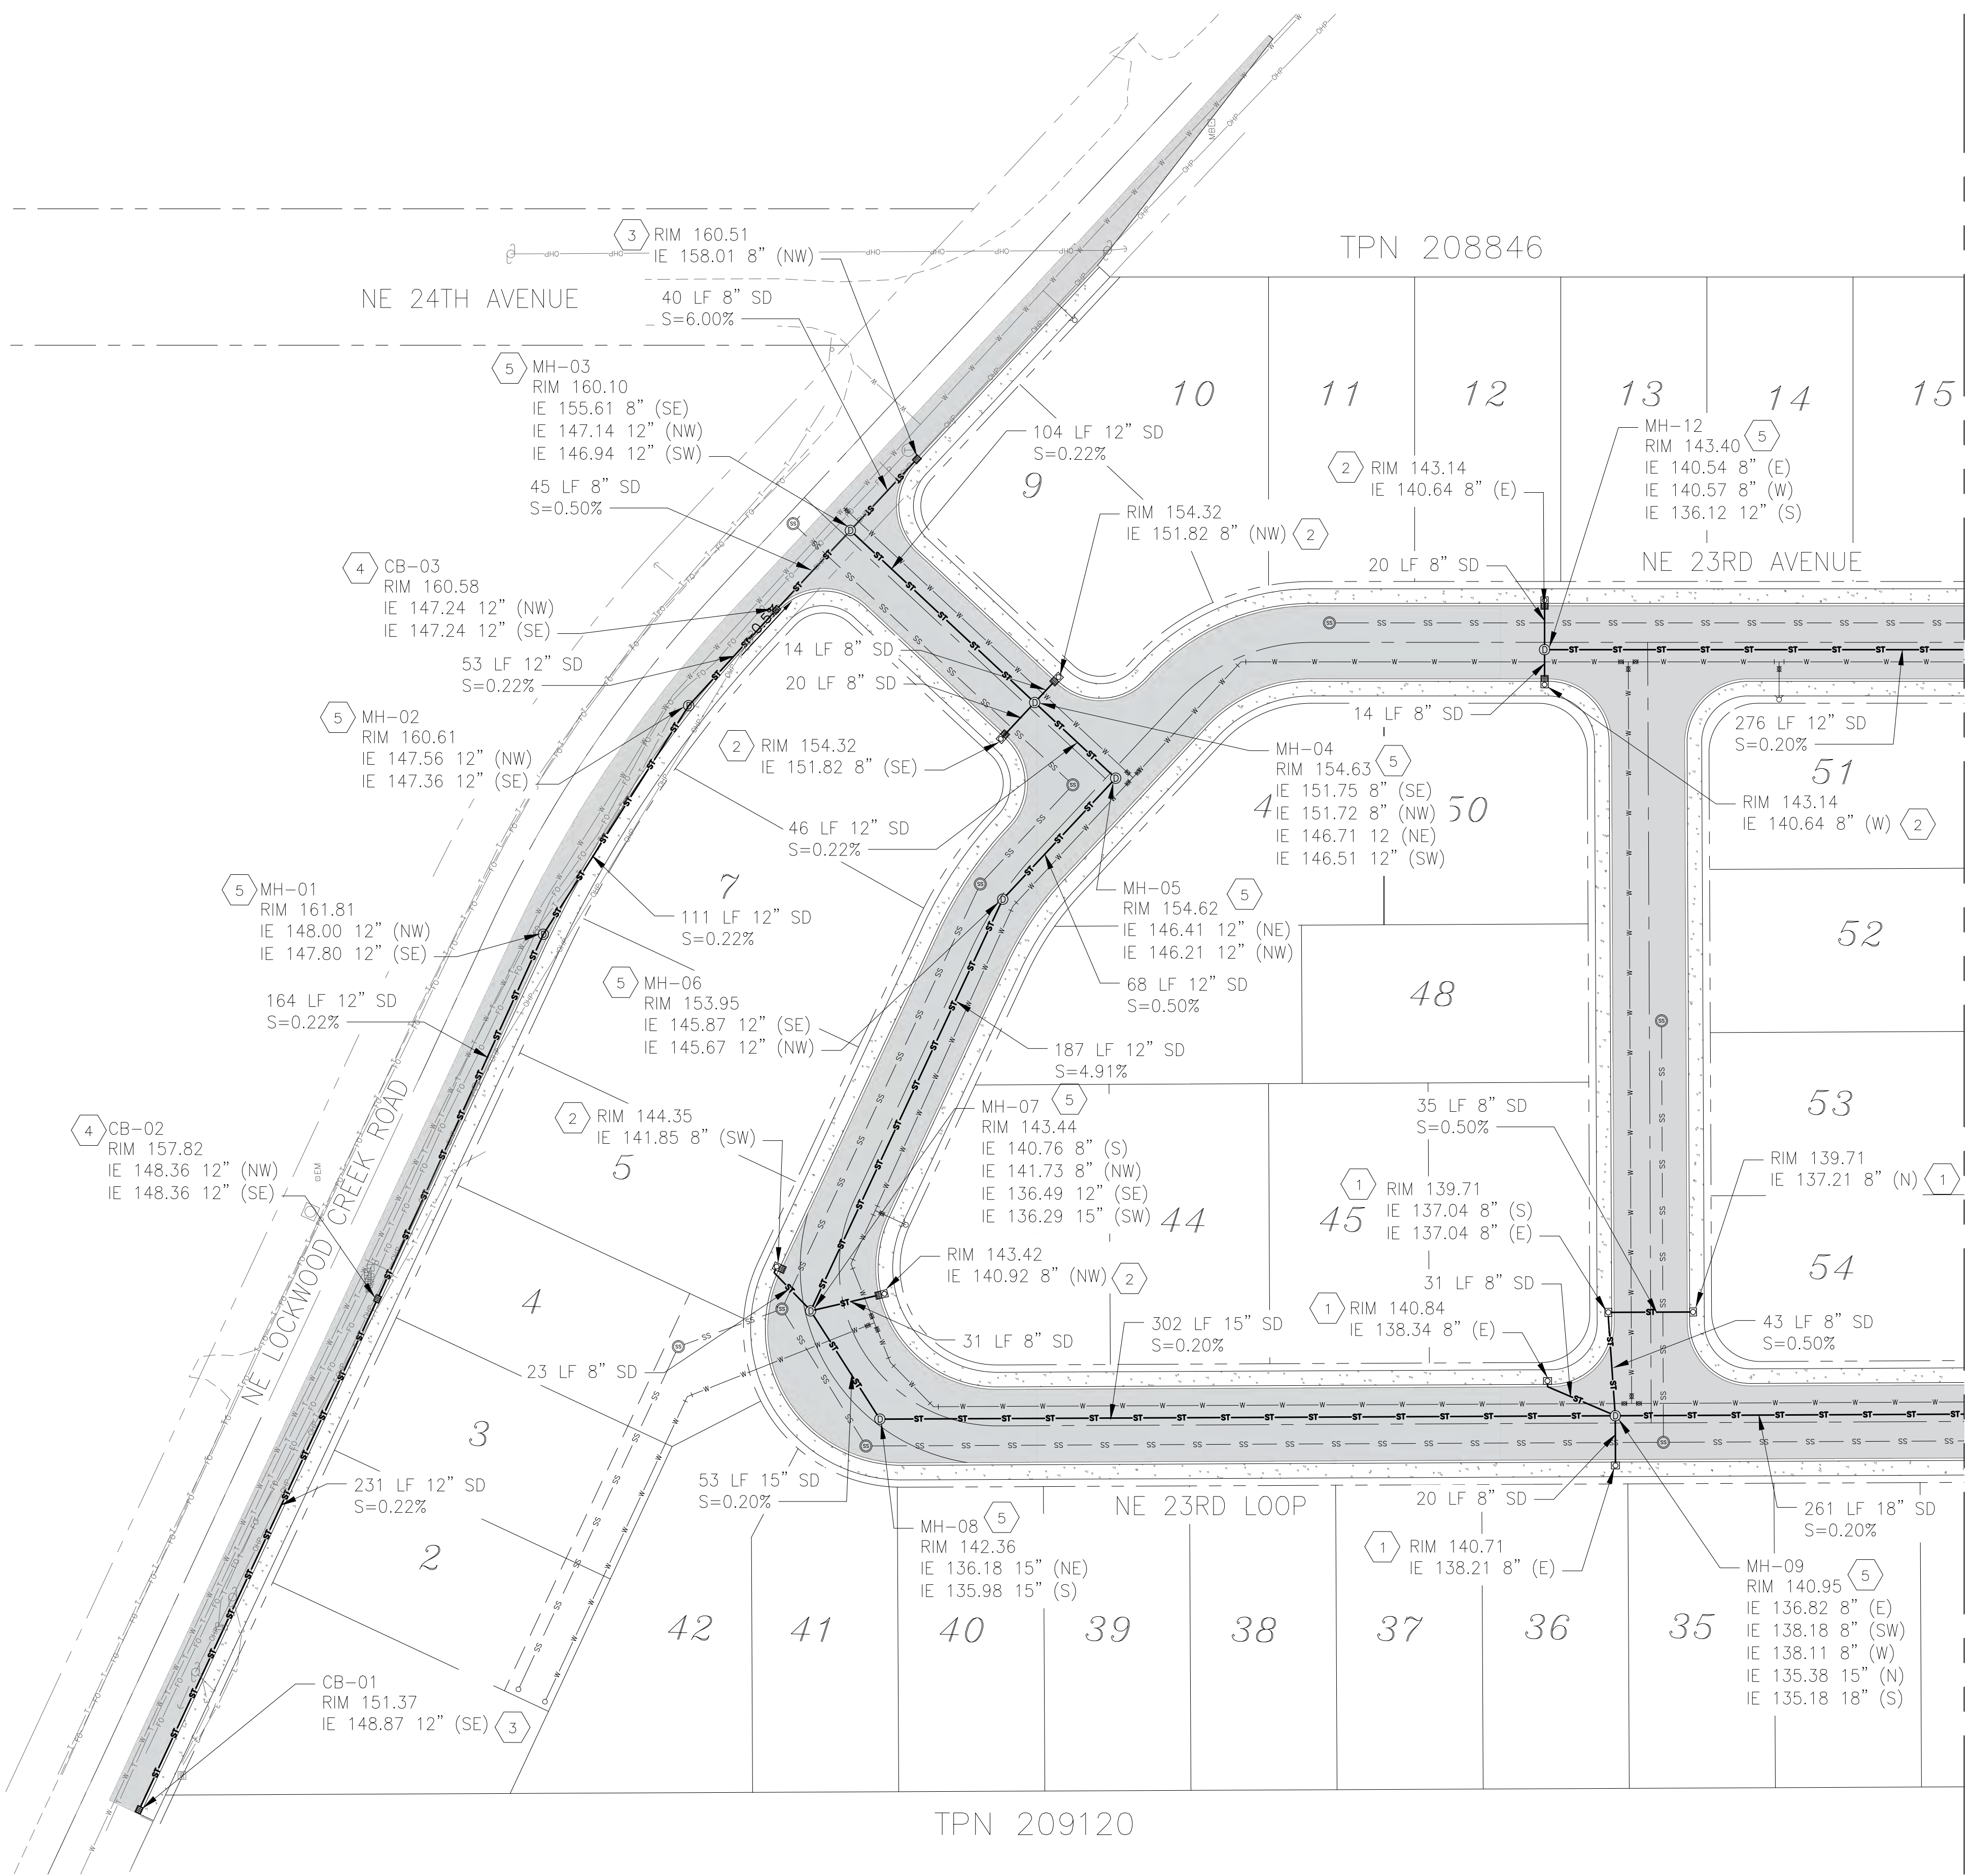 TPN 208846
3
RIM 160.51
IE 158.01 8" (NW)
NE 24TH AVENUE
40 LF 8" SD
S=6.00%
5
MH-03
RIM 160.10
IE 155.61 8" (SE)
IE 147.14 12" (NW)
IE 146.94 12" (SW)
45 LF 8" SD
S=0.50%
104 LF 12" SD
S=0.22%
9
10
11
12
13
14
15
MH-12
RIM 143.40
5
IE 140.54 8" (E)
IE 140.57 8" (W)
IE 136.12 12" (S)
2
RIM 143.14
IE 140.64 8" (E)
RIM 154.32
IE 151.82 8" (NW)
2
20 LF 8" SD
NE 23RD AVENUE
4
CB-03
RIM 160.58
IE 147.24 12" (NW)
IE 147.24 12" (SE)
0.5%
53 LF 12" SD
S=0.22%
14 LF 8" SD
20 LF 8" SD
5
MH-02
RIM 160.61
IE 147.56 12" (NW)
IE 147.36 12" (SE)
2
RIM 154.32
IE 151.82 8" (SE)
14 LF 8" SD
276 LF 12" SD
S=0.20%
MH-04
RIM 154.63
5
IE 151.75 8" (SE)
IE 151.72 8" (NW)
IE 146.71 12 (NE)
IE 146.51 12" (SW)
4
50
51
RIM 143.14
IE 140.64 8" (W)
2
46 LF 12" SD
S=0.22%
5
MH-01
RIM 161.81
IE 148.00 12" (NW)
IE 147.80 12" (SE)
7
111 LF 12" SD
S=0.22%
MH-05
RIM 154.62
5
IE 146.41 12" (NE)
IE 146.21 12" (NW)
52
68 LF 12" SD
S=0.50%
48
164 LF 12" SD
S=0.22%
5
MH-06
RIM 153.95
IE 145.87 12" (SE)
IE 145.67 12" (NW)
187 LF 12" SD
S=4.91%
53
4
CB-02
RIM 157.82
IE 148.36 12" (NW)
IE 148.36 12" (SE)
EM
NE LOCKWOOD CREEK ROAD
2
RIM 144.35
IE 141.85 8" (SW)
5
MH-07
5
RIM 143.44
IE 140.76 8" (S)
IE 141.73 8" (NW)
IE 136.49 12" (SE)
IE 136.29 15" (SW)
44
35 LF 8" SD
S=0.50%
1
RIM 139.71
IE 137.04 8" (S)
IE 137.04 8" (E)
45
RIM 139.71
IE 137.21 8" (N)
1
54
RIM 143.42
IE 140.92 8" (NW)
2
4
31 LF 8" SD
1
RIM 140.84
IE 138.34 8" (E)
302 LF 15" SD
S=0.20%
43 LF 8" SD
S=0.50%
31 LF 8" SD
23 LF 8" SD
3
231 LF 12" SD
S=0.22%
53 LF 15" SD
S=0.20%
NE 23RD LOOP
20 LF 8" SD
261 LF 18" SD
S=0.20%
2
MH-08
5
RIM 142.36
IE 136.18 15" (NE)
IE 135.98 15" (S)
1
RIM 140.71
IE 138.21 8" (E)
MH-09
RIM 140.95
5
IE 136.82 8" (E)
IE 138.18 8" (SW)
IE 138.11 8" (W)
IE 135.38 15" (N)
IE 135.18 18" (S)
42
41
40
39
38
37
36
35
CB-01
RIM 151.37
IE 148.87 12" (SE)
3
TPN 209120